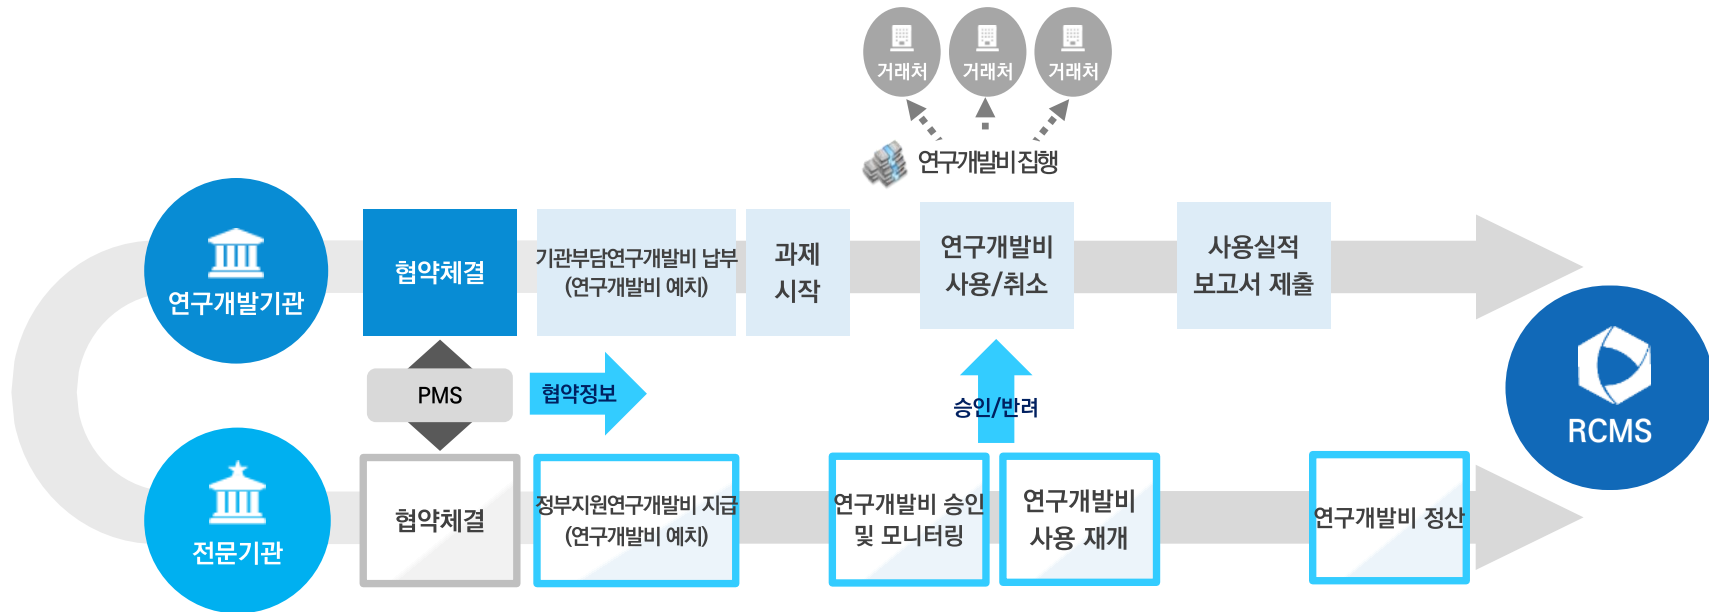 거래처
거래처
거래처
연구개발비 집행
연구개발기관
협약체결
기관부담연구개발비 납부
(연구개발비 예치)
과제
시작
연구개발비
사용/취소
사용실적
보고서 제출
PMS
협약정보
승인/반려
RCMS
전문기관
협약체결
정부지원연구개발비 지급
(연구개발비 예치)
연구개발비 승인
및 모니터링
연구개발비
사용 재개
연구개발비 정산